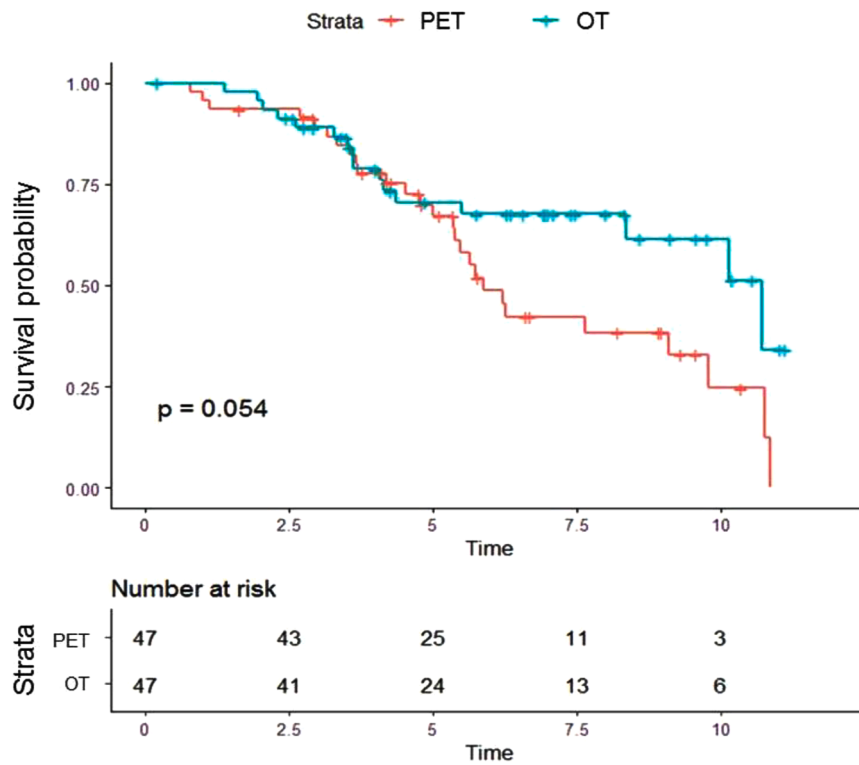 Strata PET OT
1.00
0.75
0.50
0.25
0.00
Survival probability
p = 0.054
0 2.5 5 7.5 10
Time
Number at risk
Strata
PET 47 43 25 11 3
OT 47 41 24 13 6
0 2.5 5 7.5 10
Time